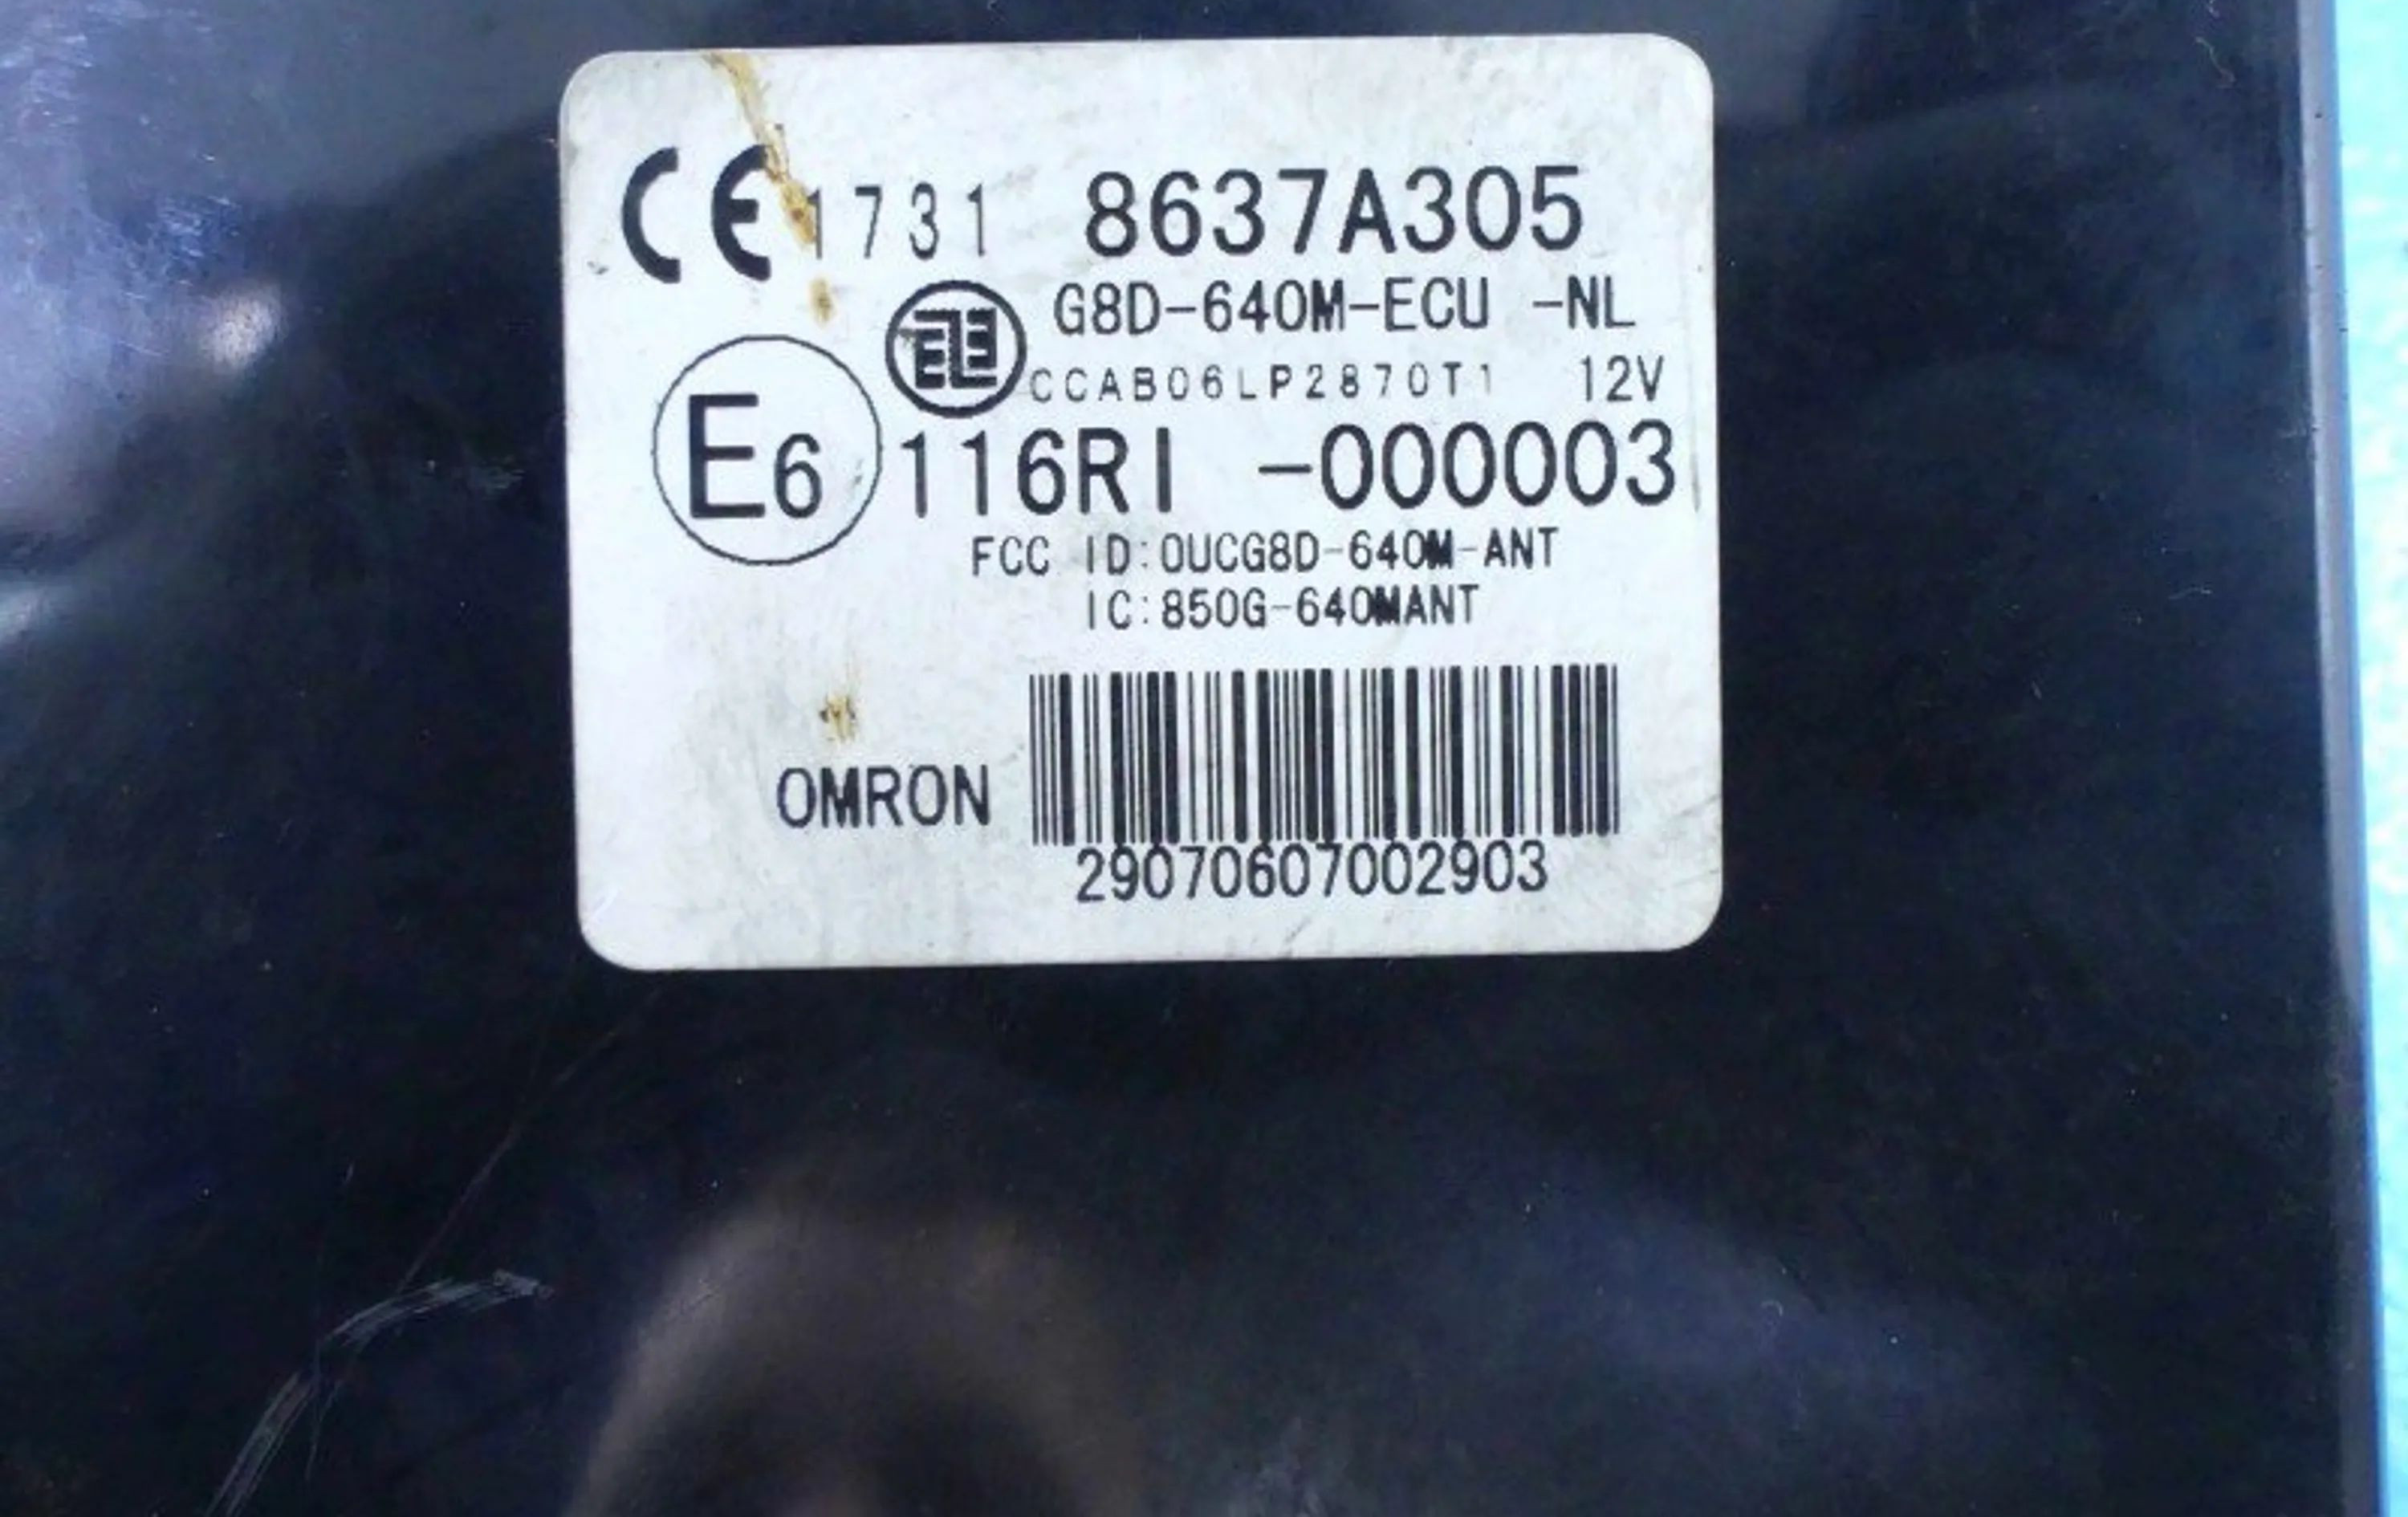 CE 1731 8637A305
G8D-640M-ECU -NL
CCAB06LP2870T1 12V
E6 116RI -000003
FCC ID:OUCG8D-640M-ANT
IC:850G-640MANT
OMRON
29070607002903